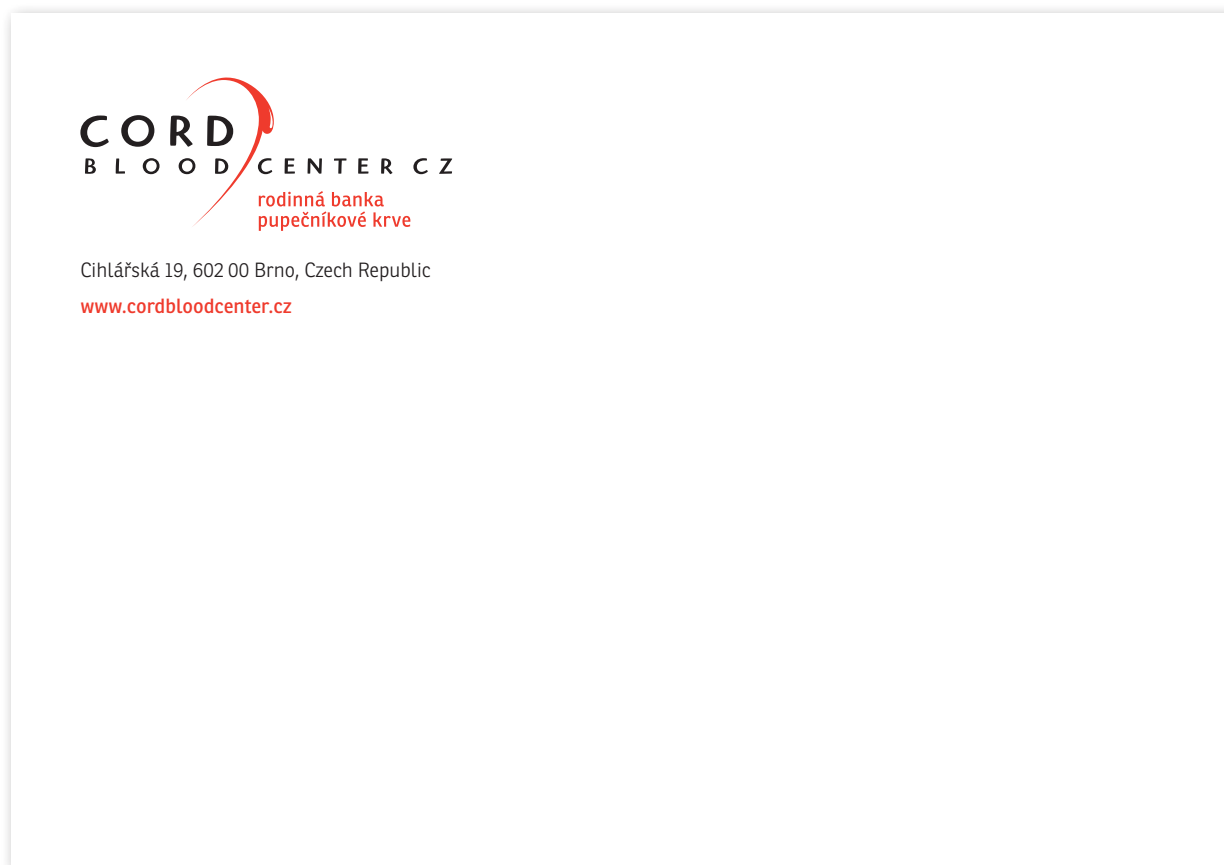 CORD
BLOOD CENTER CZ
rodinná banka
pupečníkové krve
Cihlářská 19, 602 00 Brno, Czech Republic
www.cordbloodcenter.cz